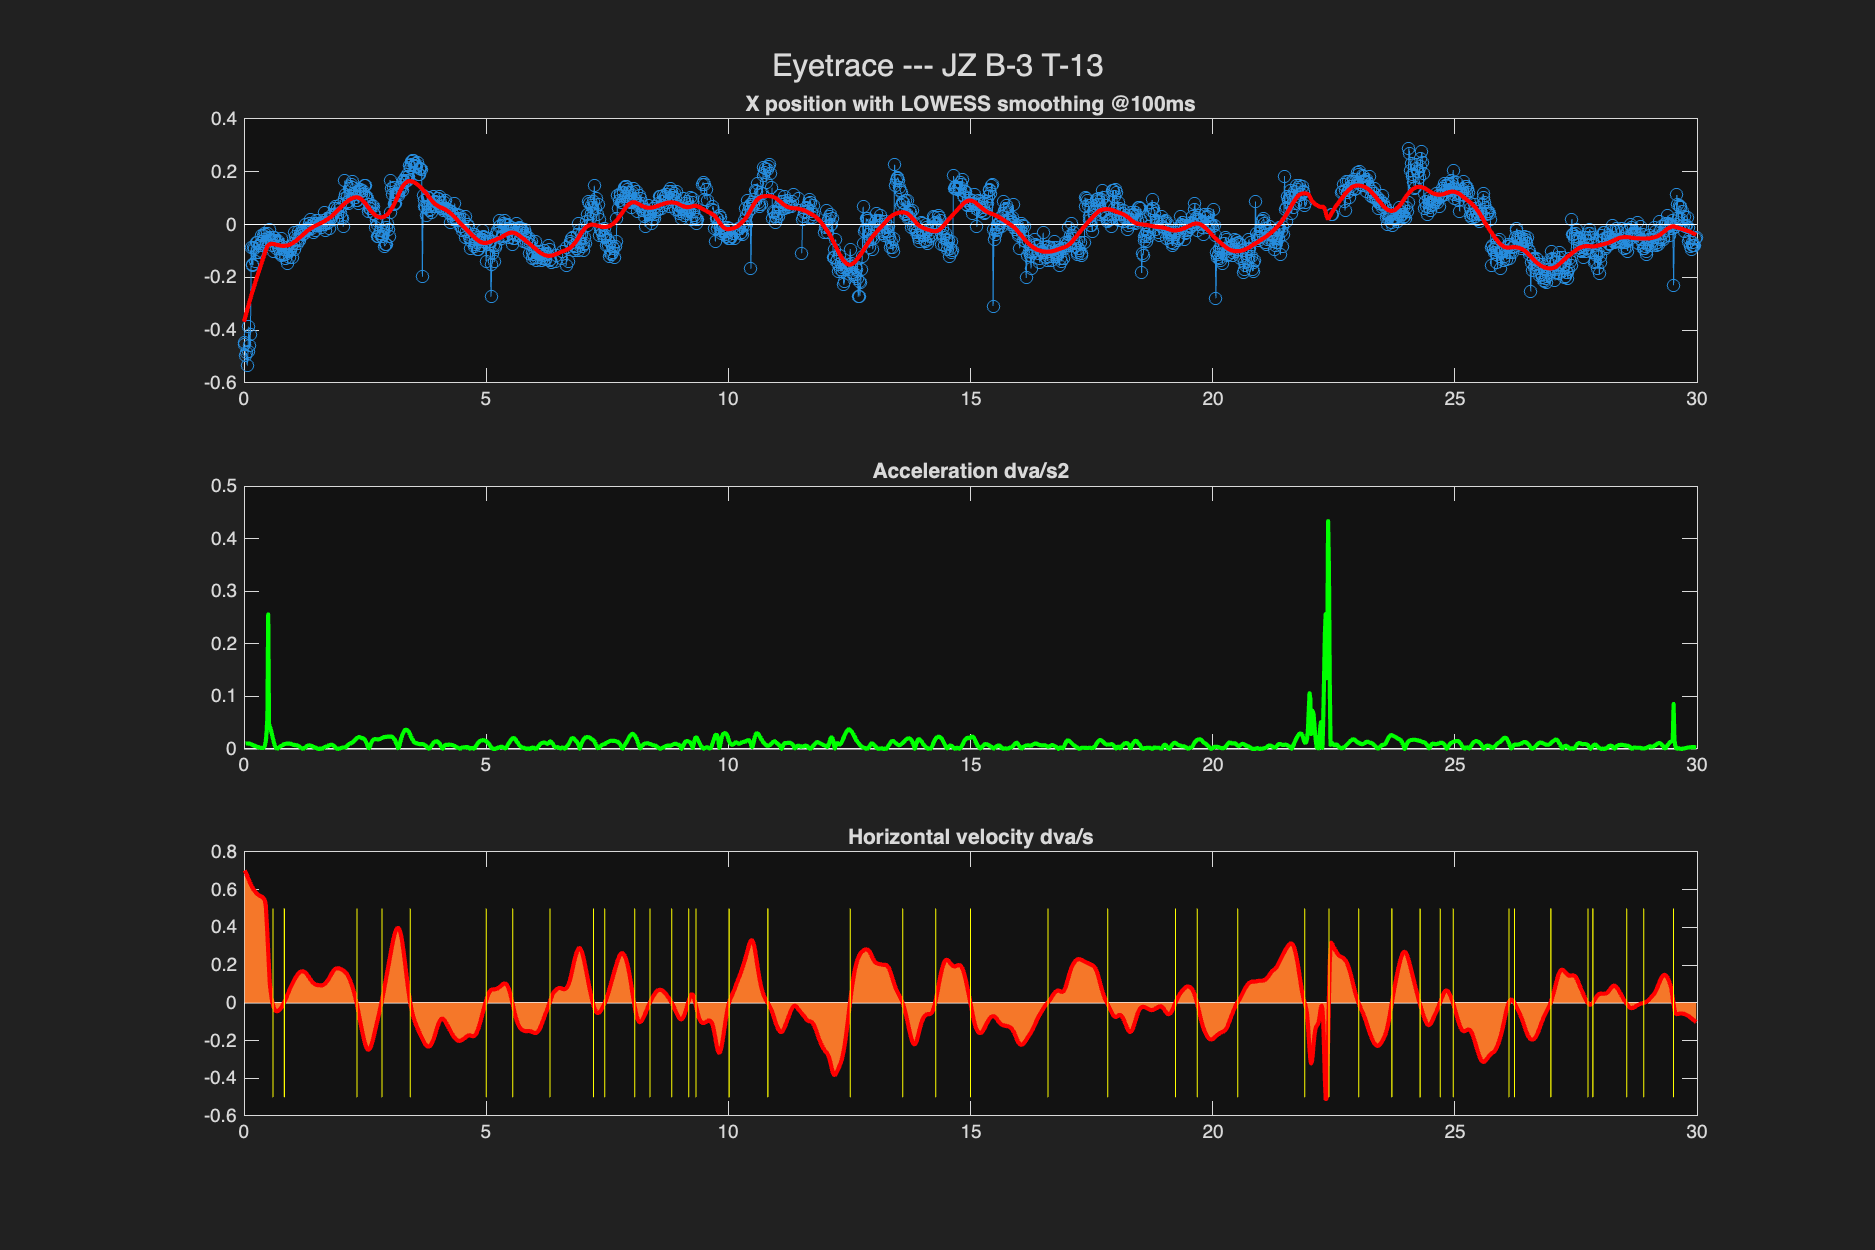 Eyetrace --- JZ B-3 T-13
X position with LOWESS smoothing @100ms
0.4
0.2
0
-0.2
-0.4
-0.6
0 5 10 15 20 25 30
Acceleration dva/s2
0.5
0.4
0.3
0.2
0.1
0
0 5 10 15 20 25 30
Horizontal velocity dva/s
0.8
0.6
0.4
0.2
0
-0.2
-0.4
-0.6
0 5 10 15 20 25 30